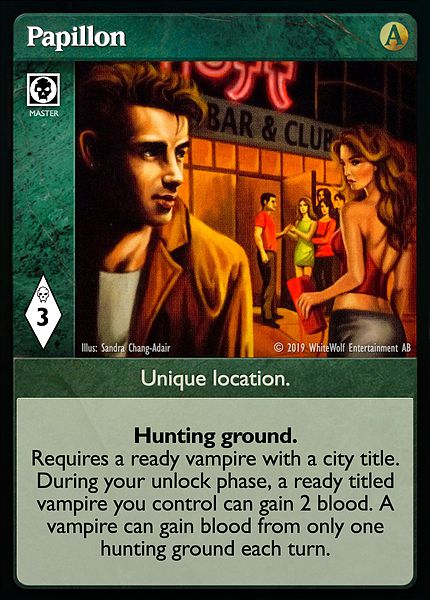 Papillon
A
MASTER
BAR & CLUB
3
Illus: Sandra Chang-Adair
© 2019 WhiteWolf Entertainment AB
Unique location.
Hunting ground.
Requires a ready vampire with a city title.
During your unlock phase, a ready titled
vampire you control can gain 2 blood. A
vampire can gain blood from only one
hunting ground each turn.